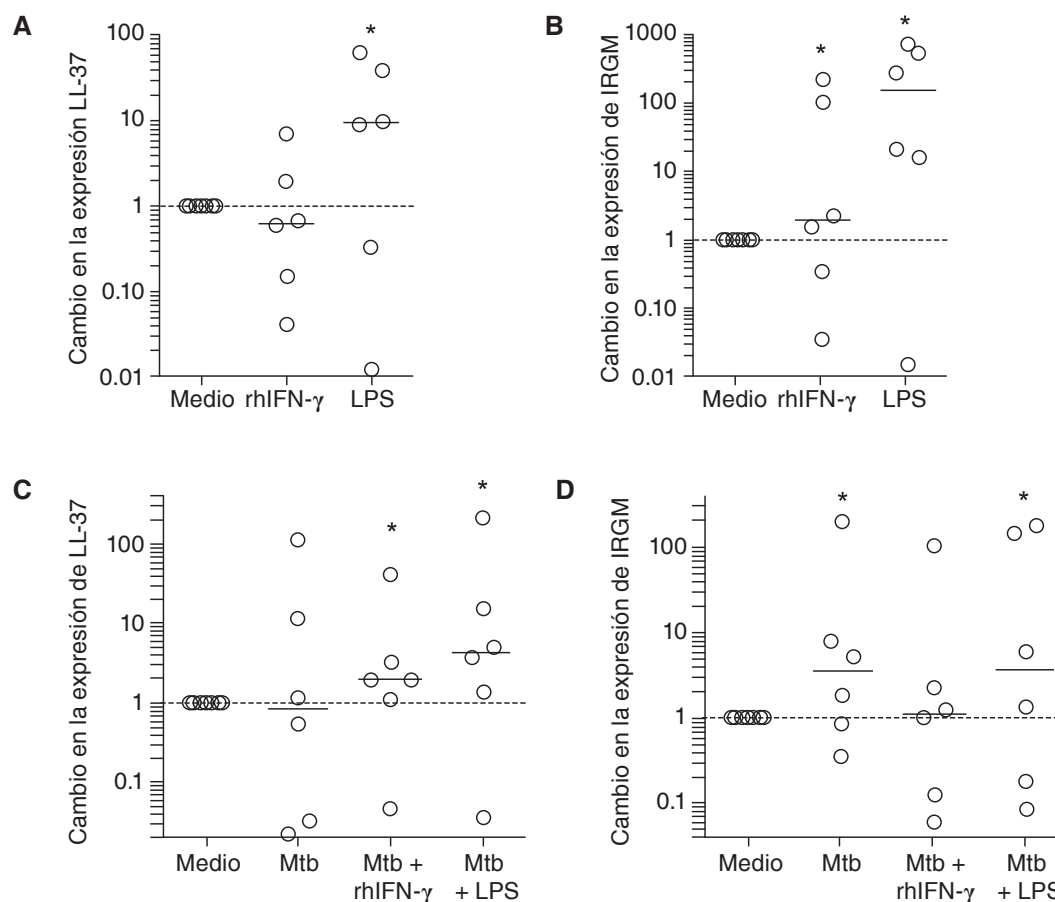 A
Cambio en la expresión LL-37
100
10
1
0.10
0.01
*
Medio rhIFN-γ LPS
B
Cambio en la expresión de IRGM
1000
100
10
1
0.10
0.01
*
*
Medio rhIFN-γ LPS
C
Cambio en la expresión de LL-37
100
10
1
0.1
*
*
Medio
Mtb
Mtb +
rhIFN-γ
Mtb
+ LPS
D
Cambio en la expresión de IRGM
100
10
1
0.1
*
*
Medio
Mtb
Mtb +
rhIFN-γ
Mtb
+ LPS